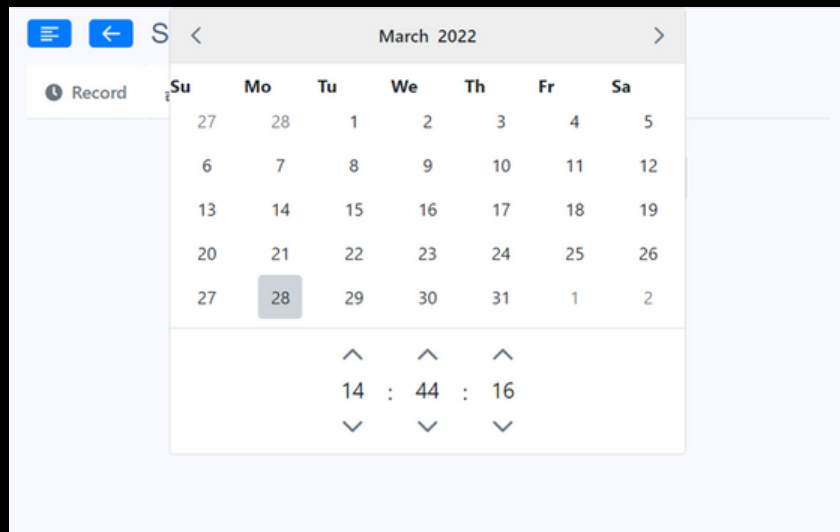 S
March 2022
Record
Su Mo Tu We Th Fr Sa
27 28 1 2 3 4 5
6 7 8 9 10 11 12
13 14 15 16 17 18 19
20 21 22 23 24 25 26
27 28 29 30 31 1 2
14 : 44 : 16